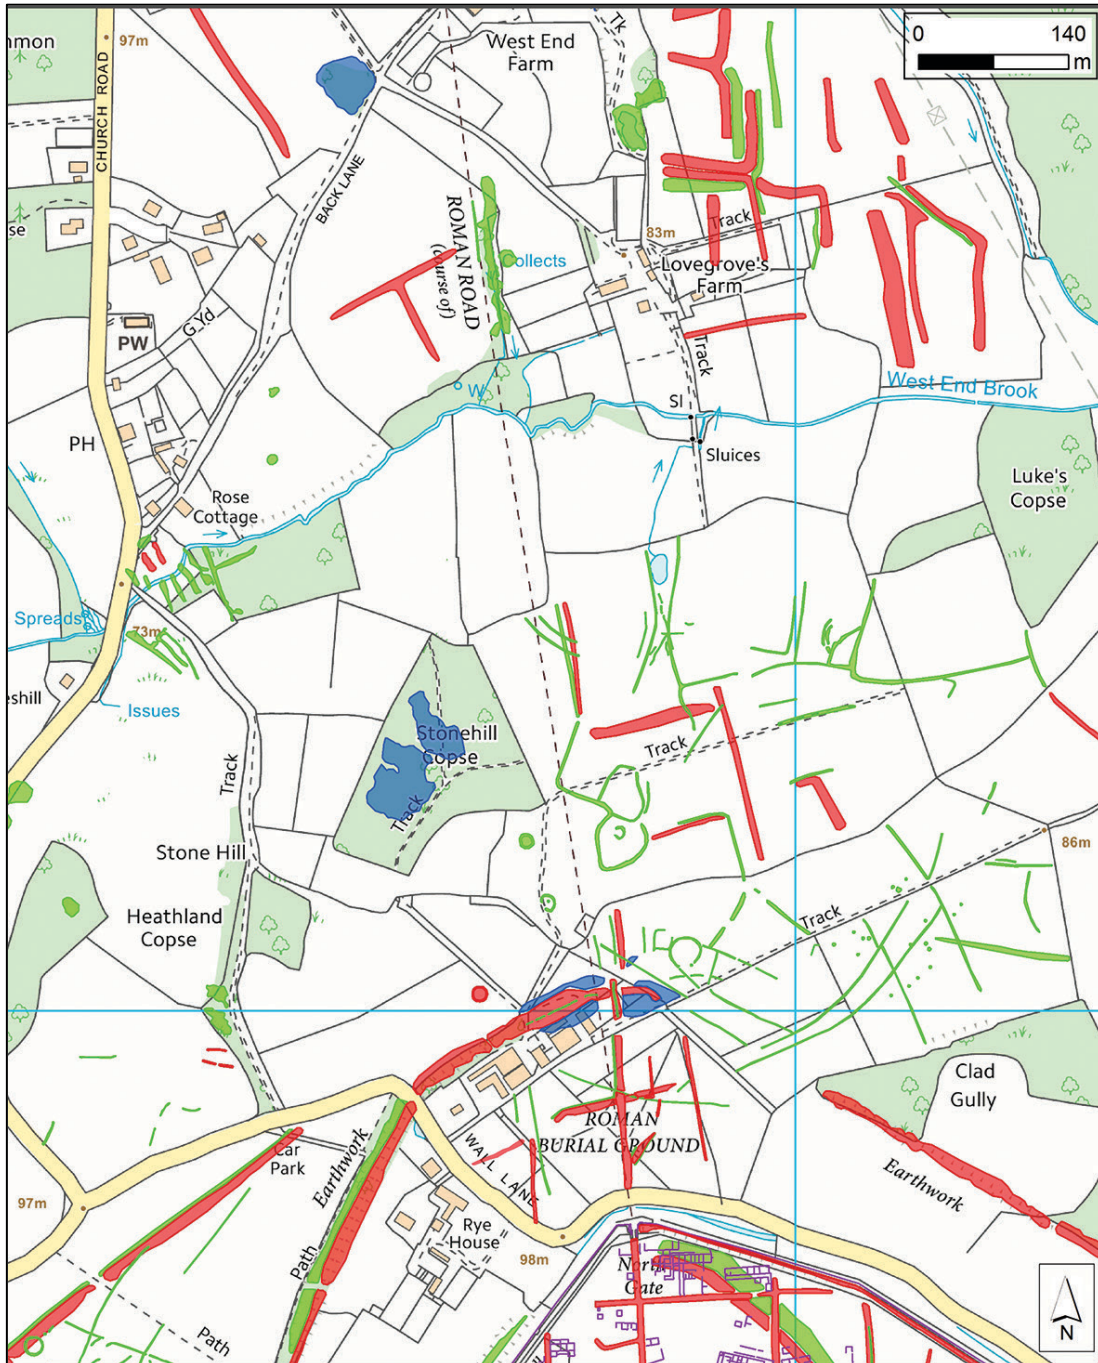 mmon
CHURCH ROAD
97m
West End
Farm
Tk
0 140
m
BACK LANE
se
ROMAN ROAD
(course of)
Collects
83m
Track
Lovegrove's
Farm
G.Yd
PW
Track
West End Brook
W
Sl
PH
Sluices
Rose
Cottage
Luke's
Copse
Spreads
73m
eshill
Issues
Stonehill
Copse
Track
Track
Track
Stone Hill
86m
Heathland
Copse
Track
Clad
Gully
ROMAN
BURIAL GROUND
WALL LANE
Car
Park
Earthwork
Earthwork
97m
Rye
House
98m
Path
North
Gate
Path
N